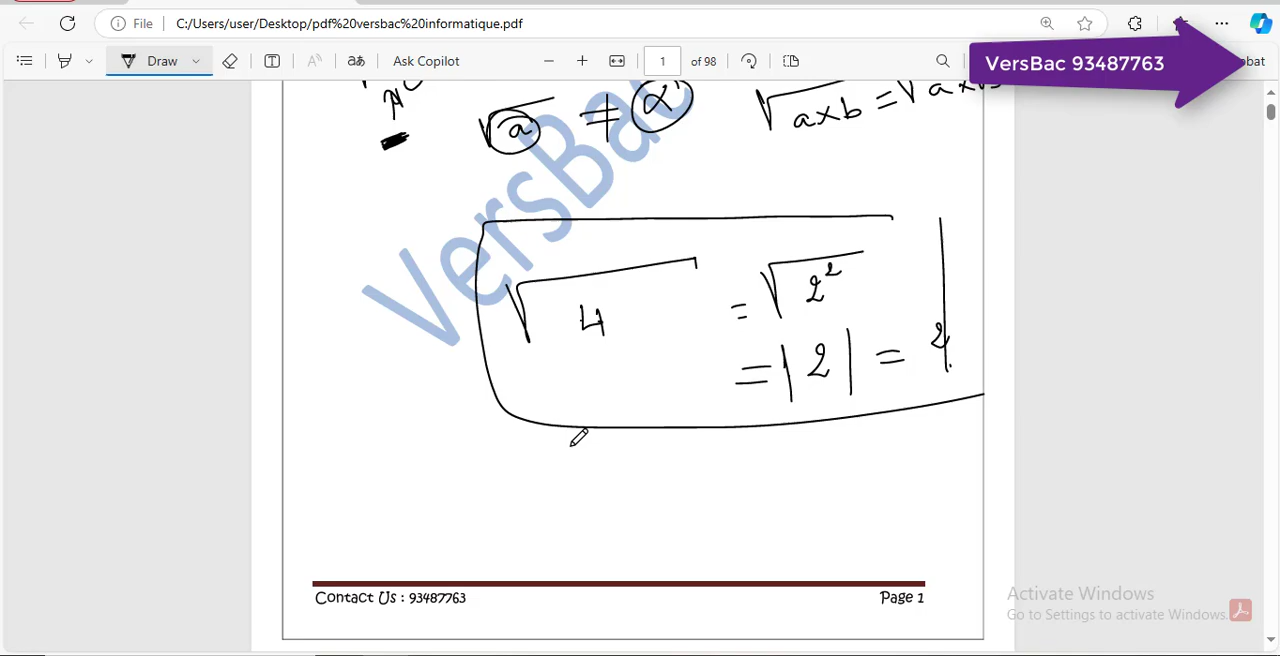 File C:/Users/user/Desktop/pdf%20versbac%20informatique.pdf
Draw Ask Copilot 1 of 98
VersBac 93487763
√a ≠ α √a×b = √a×
VersBac
√4 = √2²
= |2| = 2
Contact Us : 93487763 Page 1
Activate Windows
Go to Settings to activate Windows.